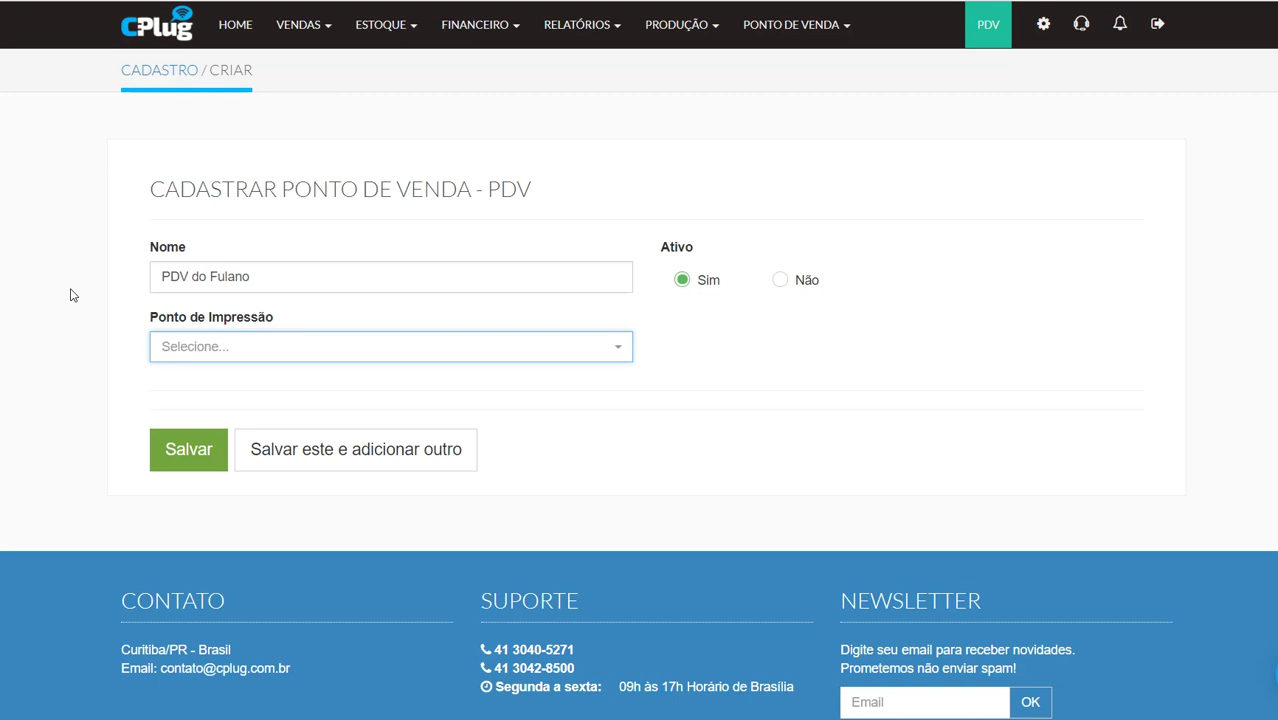 CPlug HOME VENDAS ESTOQUE FINANCEIRO RELATÓRIOS PRODUÇÃO PONTO DE VENDA PDV
CADASTRO / CRIAR
CADASTRAR PONTO DE VENDA - PDV
Nome Ativo
PDV do Fulano Sim Não
Ponto de Impressão
Selecione...
Salvar Salvar este e adicionar outro
CONTATO SUPORTE NEWSLETTER
Curitiba/PR - Brasil 41 3040-5271 Digite seu email para receber novidades.
Email: contato@cplug.com.br 41 3042-8500 Prometemos não enviar spam!
Segunda a sexta: 09h às 17h Horário de Brasília
Email OK